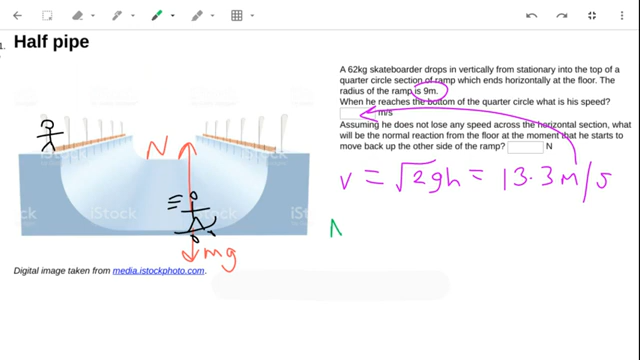 1.
Half pipe
A 62kg skateboarder drops in vertically from stationary into the top of a
quarter circle section of ramp which ends horizontally at the floor. The
radius of the ramp is 9m.
When he reaches the bottom of the quarter circle what is his speed?
m/s
Assuming he does not lose any speed across the horizontal section, what
will be the normal reaction from the floor at the moment that he starts to
move back up the other side of the ramp? N
v = √2gh = 13.3 m/s
N
N
mg
iStock
iStock
iStock
iStock
iStock
Digital image taken from media.istockphoto.com.